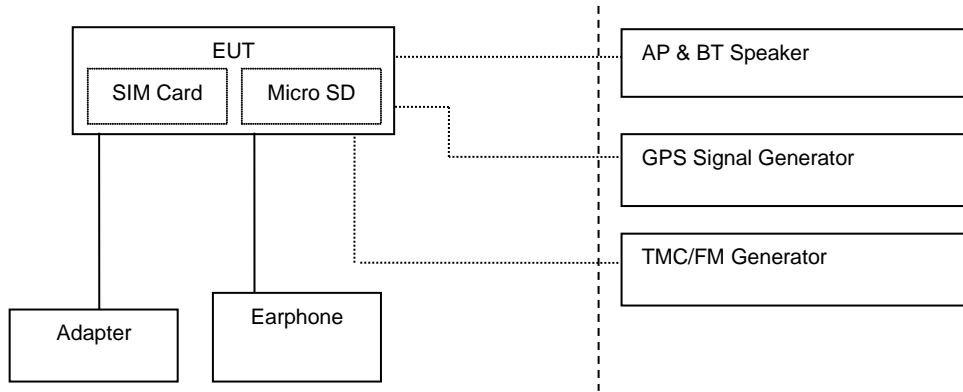 EUT
SIM Card
Micro SD
AP & BT Speaker
GPS Signal Generator
TMC/FM Generator
Adapter
Earphone